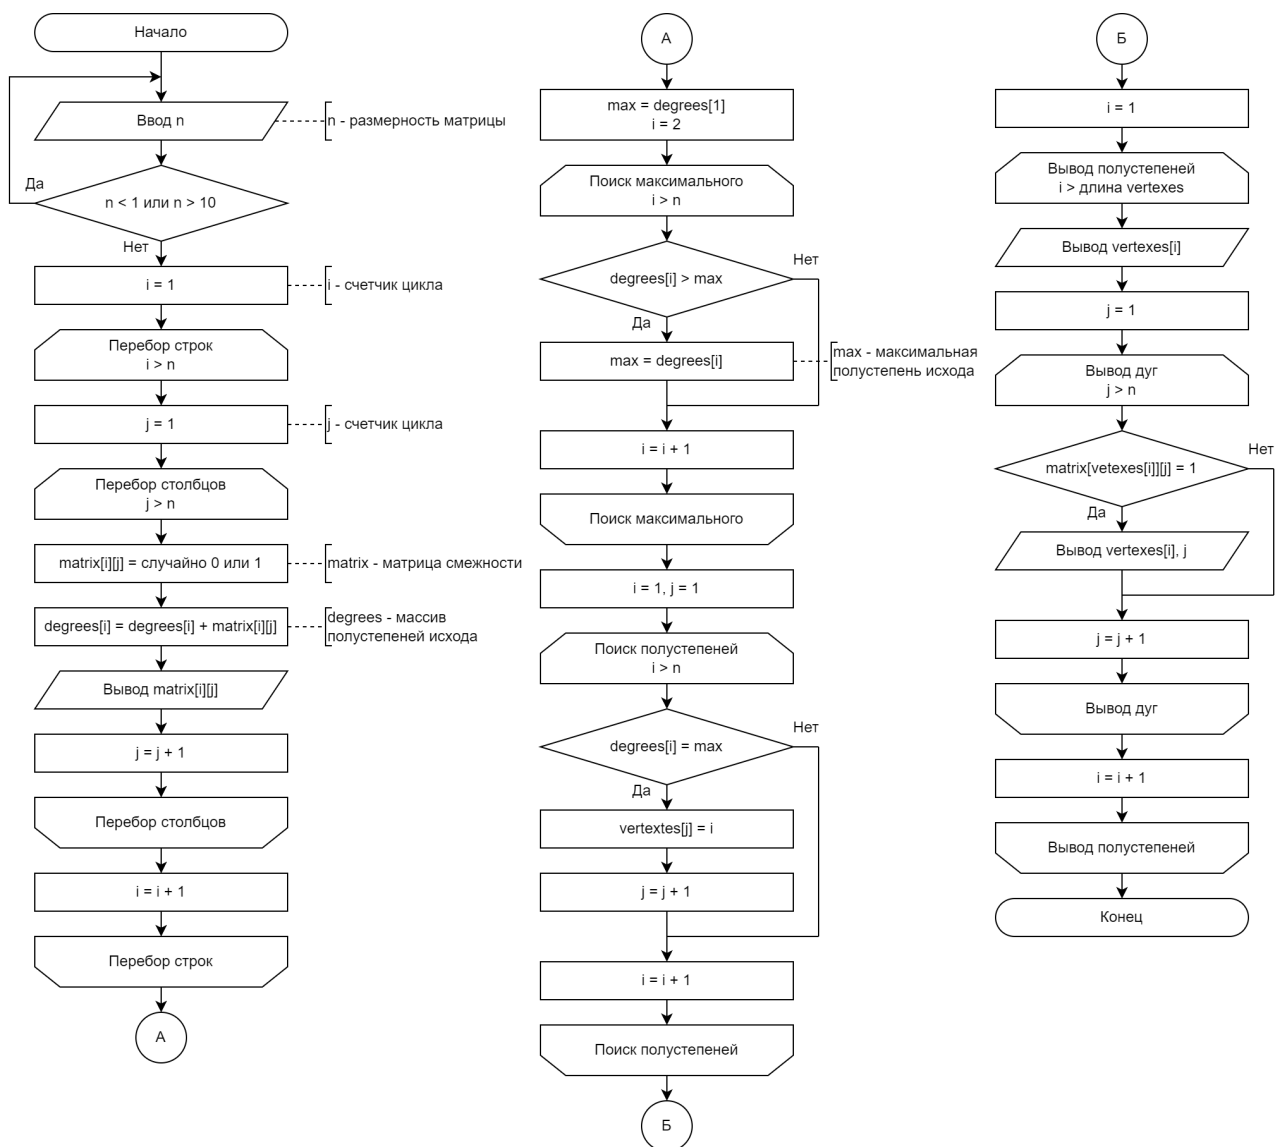 Начало
Ввод n
n - размерность матрицы
Да
n < 1 или n > 10
Нет
i = 1
i - счетчик цикла
Перебор строк
i > n
j = 1
j - счетчик цикла
Перебор столбцов
j > n
matrix[i][j] = случайно 0 или 1
matrix - матрица смежности
degrees[i] = degrees[i] + matrix[i][j]
degrees - массив
полустепеней исхода
Вывод matrix[i][j]
j = j + 1
Перебор столбцов
i = i + 1
Перебор строк
А
А
max = degrees[1]
i = 2
Поиск максимального
i > n
Нет
degrees[i] > max
Да
max = degrees[i]
max - максимальная
полустепень исхода
i = i + 1
Поиск максимального
i = 1, j = 1
Поиск полустепеней
i > n
Нет
degrees[i] = max
Да
vertextes[j] = i
j = j + 1
i = i + 1
Поиск полустепеней
Б
Б
i = 1
Вывод полустепеней
i > длина vertexes
Вывод vertexes[i]
j = 1
Вывод дуг
j > n
Нет
matrix[vetexes[i]][j] = 1
Да
Вывод vertexes[i], j
j = j + 1
Вывод дуг
i = i + 1
Вывод полустепеней
Конец